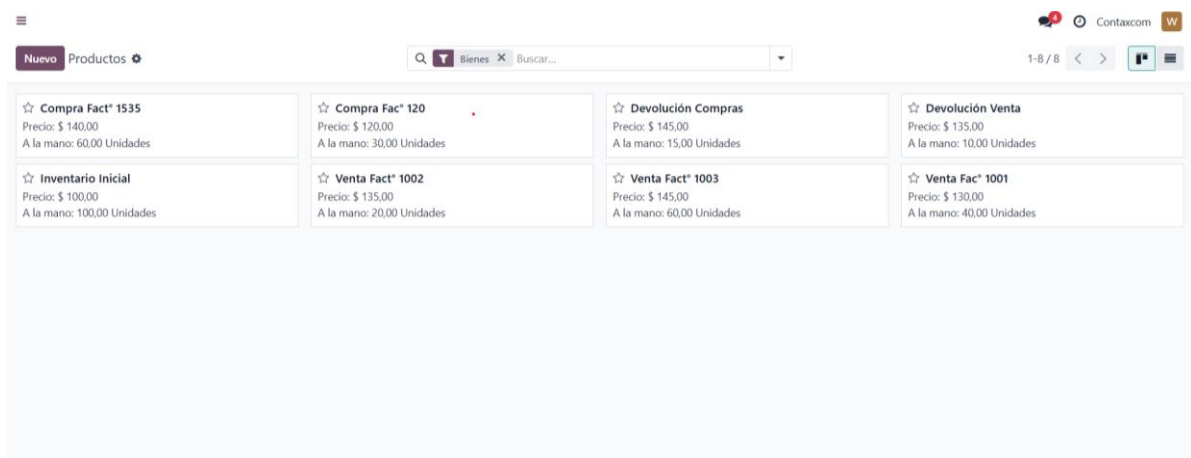 4 Contaxcom W
Nuevo Productos Bienes X Buscar... 1-8 / 8
Compra Fact° 1535
Precio: $ 140,00
A la mano: 60,00 Unidades
Compra Fac° 120
Precio: $ 120,00
A la mano: 30,00 Unidades
Devolución Compras
Precio: $ 145,00
A la mano: 15,00 Unidades
Devolución Venta
Precio: $ 135,00
A la mano: 10,00 Unidades
Inventario Inicial
Precio: $ 100,00
A la mano: 100,00 Unidades
Venta Fact° 1002
Precio: $ 135,00
A la mano: 20,00 Unidades
Venta Fact° 1003
Precio: $ 145,00
A la mano: 60,00 Unidades
Venta Fac° 1001
Precio: $ 130,00
A la mano: 40,00 Unidades